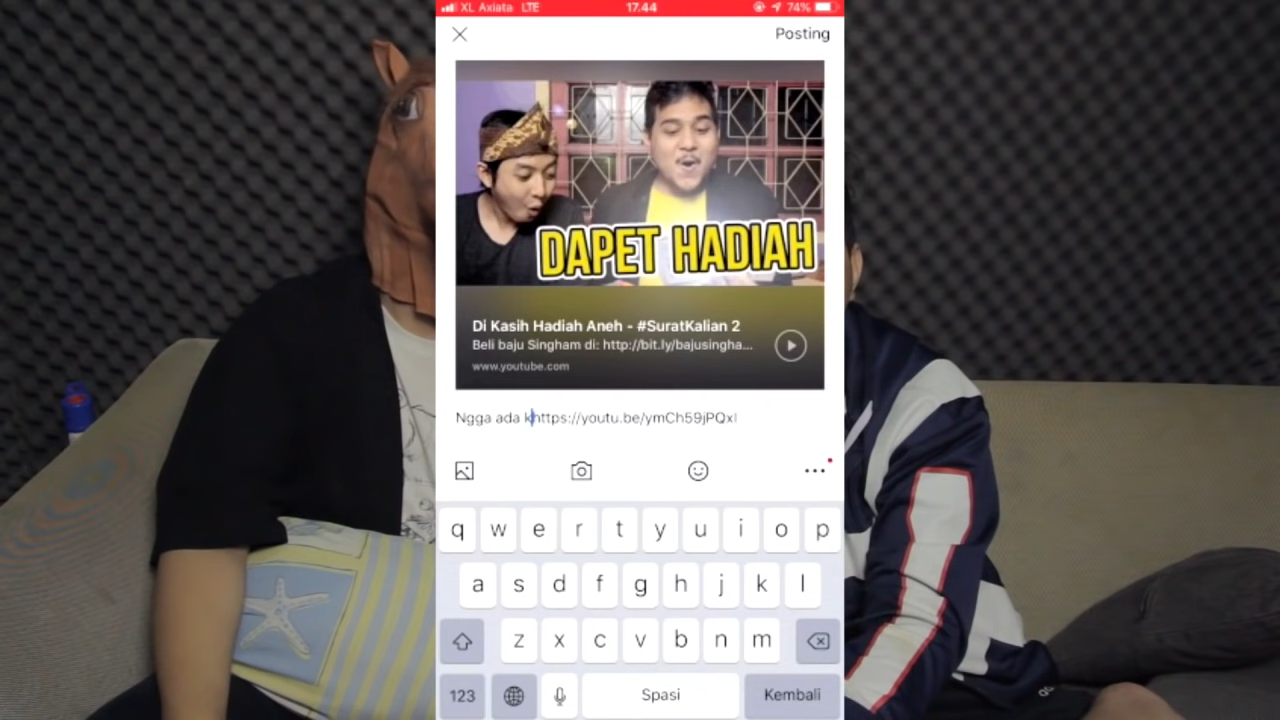 XL Axiata LTE 17.44 74%
Posting
DAPET HADIAH
Di Kasih Hadiah Aneh - #SuratKalian 2
Beli baju Singham di: http://bit.ly/bajusingha...
www.youtube.com
Ngga ada khttps://youtu.be/ymCh59jPQxI
q w e r t y u i o p
a s d f g h j k l
z x c v b n m
123 Spasi Kembali